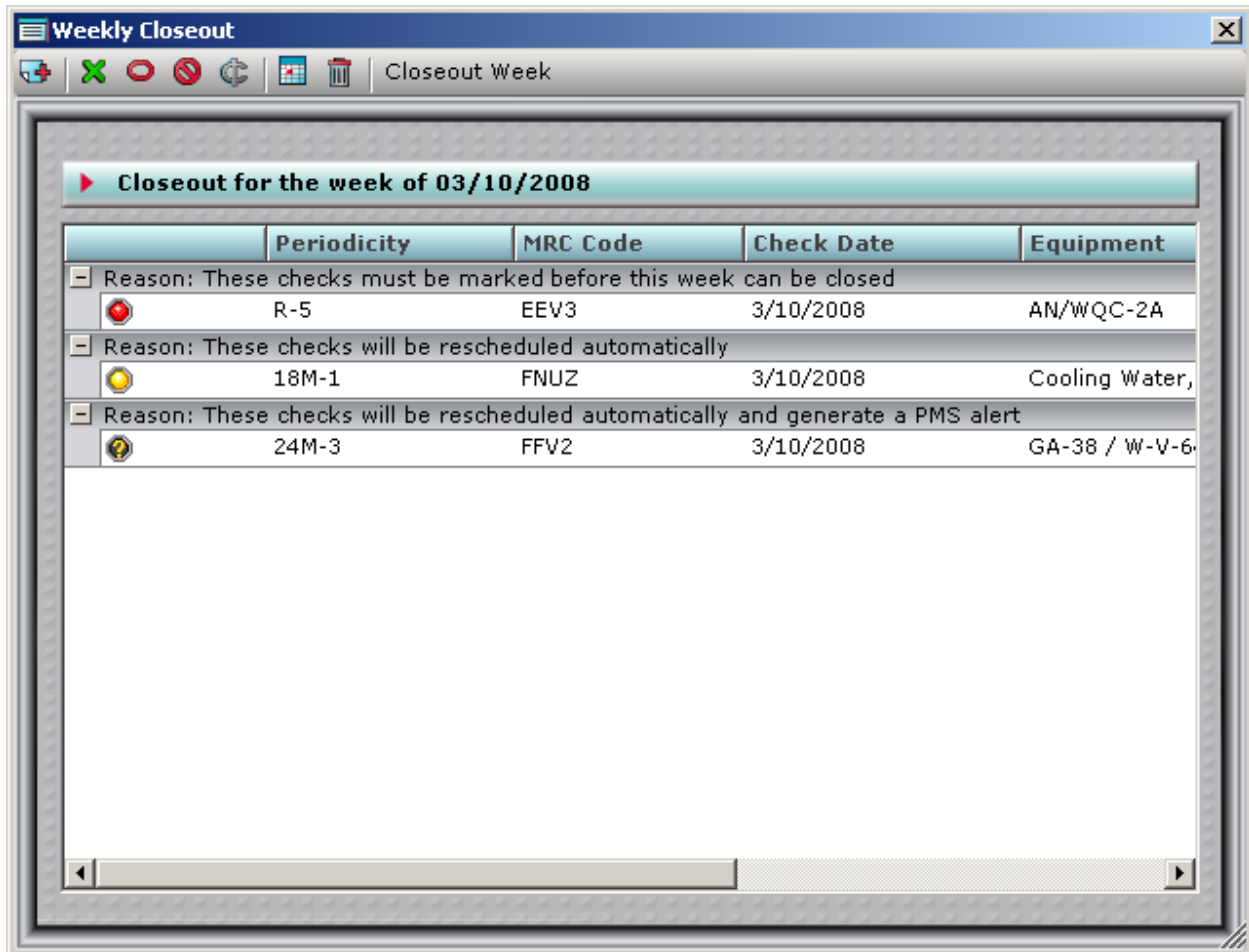 Weekly Closeout
Closeout Week
Closeout for the week of 03/10/2008
Periodicity MRC Code Check Date Equipment
Reason: These checks must be marked before this week can be closed
R-5 EEV3 3/10/2008 AN/WQC-2A
Reason: These checks will be rescheduled automatically
18M-1 FNUZ 3/10/2008 Cooling Water,
Reason: These checks will be rescheduled automatically and generate a PMS alert
24M-3 FFV2 3/10/2008 GA-38 / W-V-6